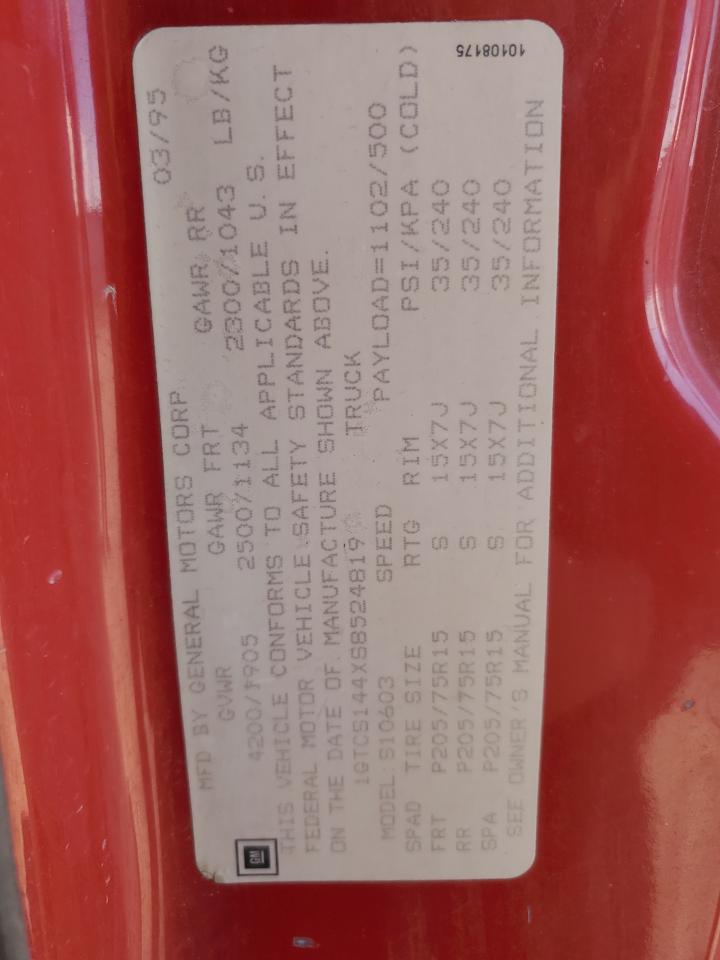 MFD BY GENERAL MOTORS CORP 03/95
GVWR GAWR FRT GAWR RR
4200/1905 2500/1134 2300/1043 LB/KG
THIS VEHICLE CONFORMS TO ALL APPLICABLE U.S.
FEDERAL MOTOR VEHICLE SAFETY STANDARDS IN EFFECT
ON THE DATE OF MANUFACTURE SHOWN ABOVE.
1GTCS144XS8524819 TRUCK
MODEL: S10603 SPEED PAYLOAD=1102/500
SPAD TIRE SIZE RTG RIM PSI/KPA (COLD)
FRT P205/75R15 S 15X7J 35/240
RR P205/75R15 S 15X7J 35/240
SPA P205/75R15 S 15X7J 35/240
SEE OWNER'S MANUAL FOR ADDITIONAL INFORMATION
GM
10108175